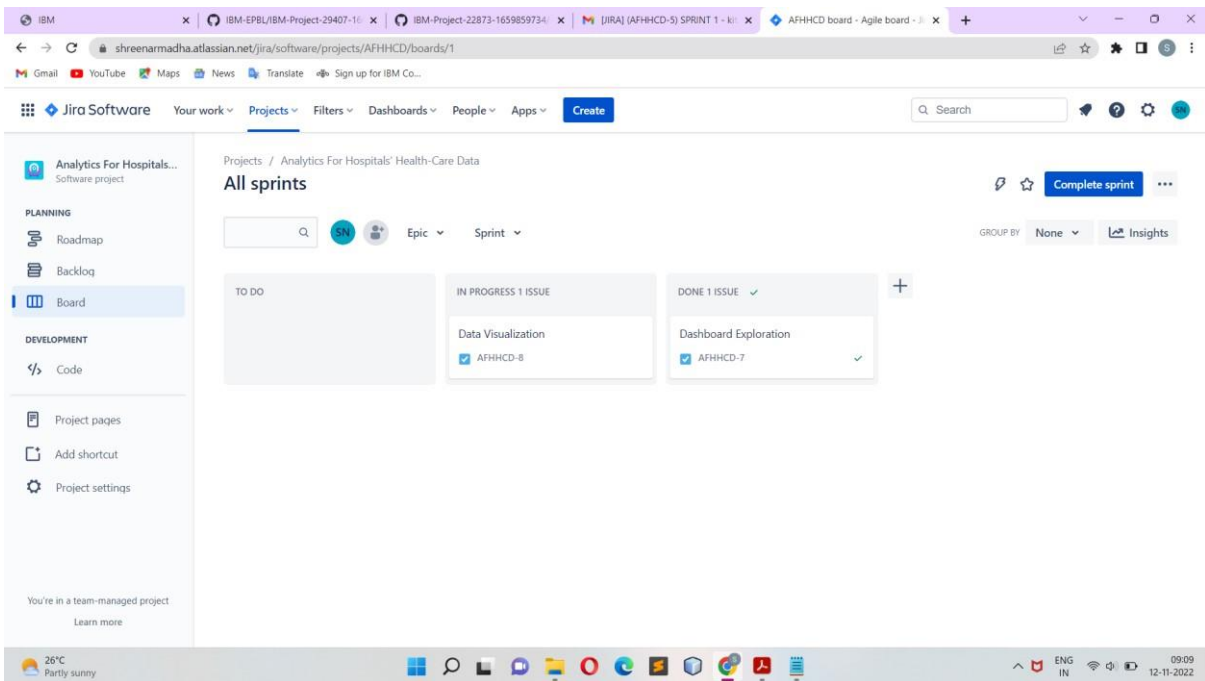 IBM
IBM-EPBL/IBM-Project-29407-16
IBM-Project-22873-1659859734
[JIRA] (AFHHCD-5) SPRINT 1 - kit
AFHHCD board - Agile board - Ji
shreenarmadha.atlassian.net/jira/software/projects/AFHHCD/boards/1
S
Gmail YouTube Maps News Translate Sign up for IBM Co...
Jira Software Your work Projects Filters Dashboards People Apps Create Search SN
Analytics For Hospitals...
Software project
PLANNING
Roadmap
Backlog
Board
DEVELOPMENT
Code
Project pages
Add shortcut
Project settings
You're in a team-managed project
Learn more
Projects / Analytics For Hospitals' Health-Care Data
All sprints
Complete sprint
SN Epic Sprint
GROUP BY None Insights
TO DO
IN PROGRESS 1 ISSUE
Data Visualization
AFHHCD-8
DONE 1 ISSUE
Dashboard Exploration
AFHHCD-7
26°C
Partly sunny
ENG
IN
09:09
12-11-2022